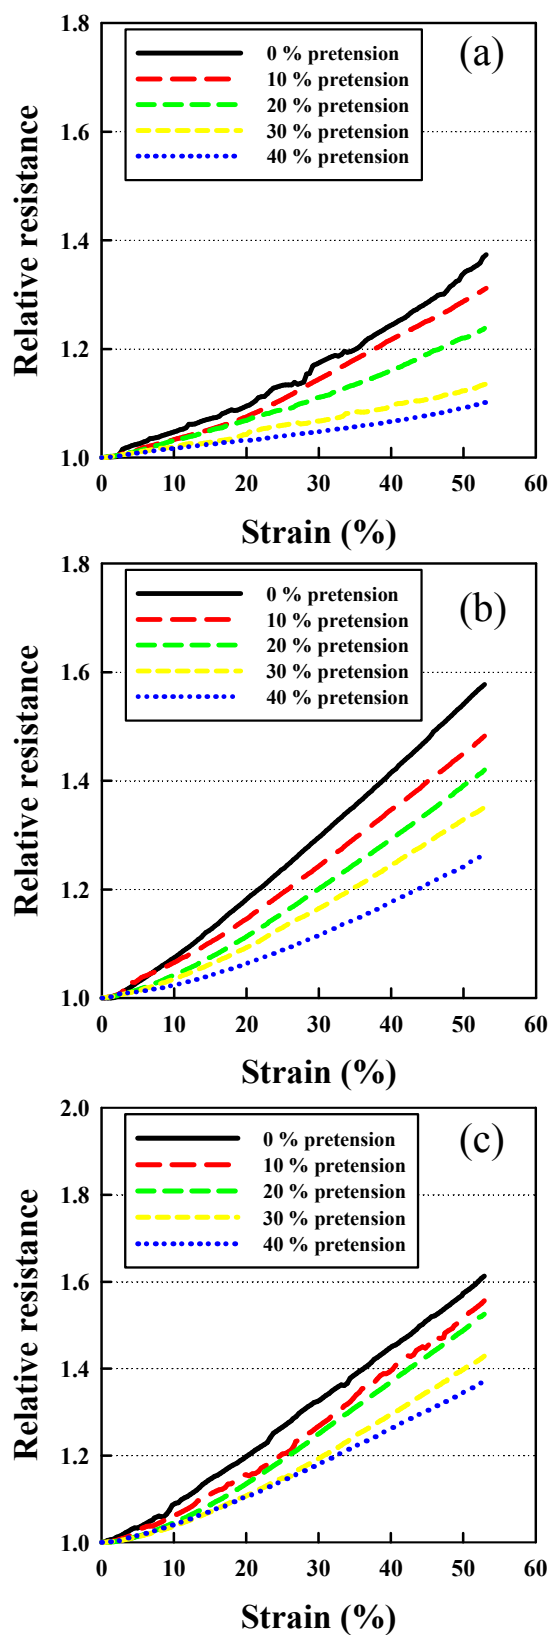 1.8
(a)
0 % pretension
10 % pretension
20 % pretension
30 % pretension
40 % pretension
1.6
1.4
1.2
1.0
Relative resistance
0 10 20 30 40 50 60
Strain (%)
1.8
(b)
0 % pretension
10 % pretension
20 % pretension
30 % pretension
40 % pretension
1.6
1.4
1.2
1.0
Relative resistance
0 10 20 30 40 50 60
Strain (%)
2.0
(c)
0 % pretension
10 % pretension
20 % pretension
30 % pretension
40 % pretension
1.8
1.6
1.4
1.2
1.0
Relative resistance
0 10 20 30 40 50 60
Strain (%)